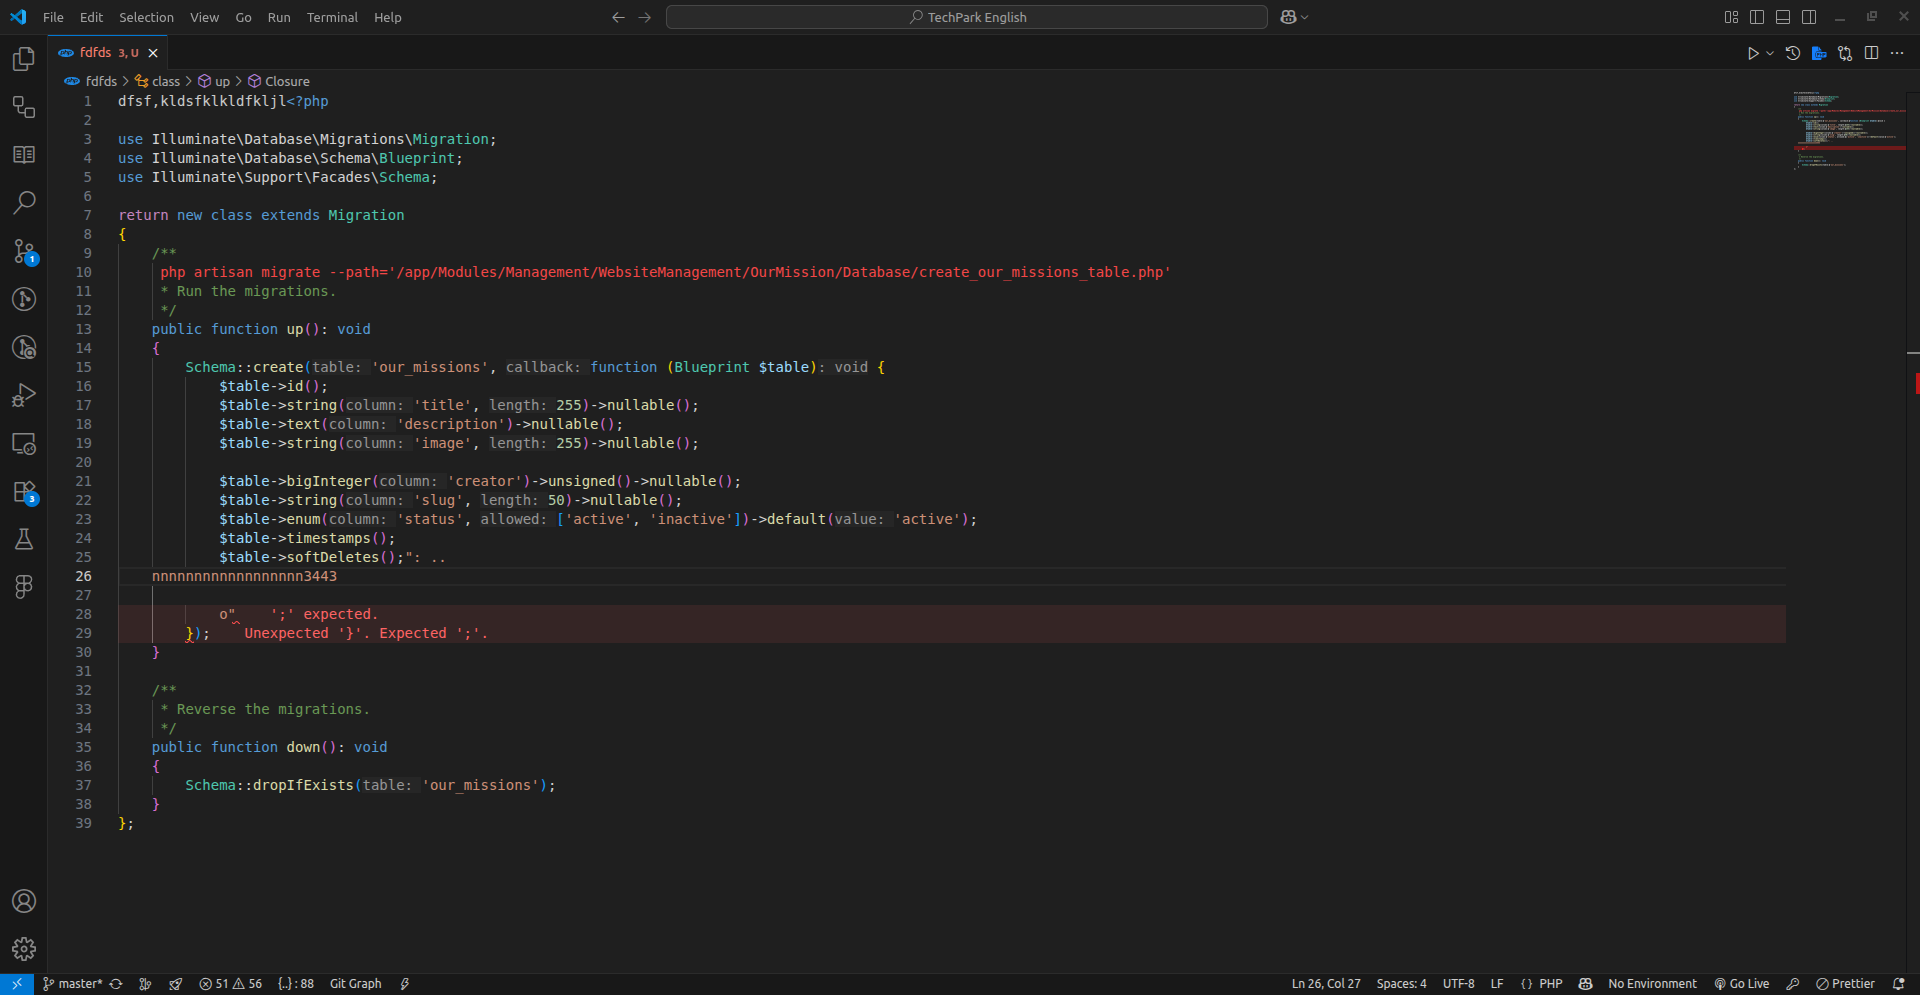 File Edit Selection View Go Run Terminal Help TechPark English
php fdfds 3, U
php fdfds > class > up > Closure
1 dfsf,kldsfklkldfkljl<?php
2
3 use Illuminate\Database\Migrations\Migration;
4 use Illuminate\Database\Schema\Blueprint;
5 use Illuminate\Support\Facades\Schema;
6
7 return new class extends Migration
8 {
9 /**
10 php artisan migrate --path='/app/Modules/Management/WebsiteManagement/OurMission/Database/create_our_missions_table.php'
11 * Run the migrations.
12 */
13 public function up(): void
14 {
15 Schema::create(table: 'our_missions', callback: function (Blueprint $table): void {
16 $table->id();
17 $table->string(column: 'title', length: 255)->nullable();
18 $table->text(column: 'description')->nullable();
19 $table->string(column: 'image', length: 255)->nullable();
20
21 $table->bigInteger(column: 'creator')->unsigned()->nullable();
22 $table->string(column: 'slug', length: 50)->nullable();
23 $table->enum(column: 'status', allowed: ['active', 'inactive'])->default(value: 'active');
24 $table->timestamps();
25 $table->softDeletes();": ..
26 nnnnnnnnnnnnnnnnnn3443
27
28 o" ';' expected.
29 }); Unexpected '}'. Expected ';'.
30 }
31
32 /**
33 * Reverse the migrations.
34 */
35 public function down(): void
36 {
37 Schema::dropIfExists(table: 'our_missions');
38 }
39 };
1
3
master* 51 56 {..} : 88 Git Graph Ln 26, Col 27 Spaces: 4 UTF-8 LF {} PHP No Environment Go Live Prettier